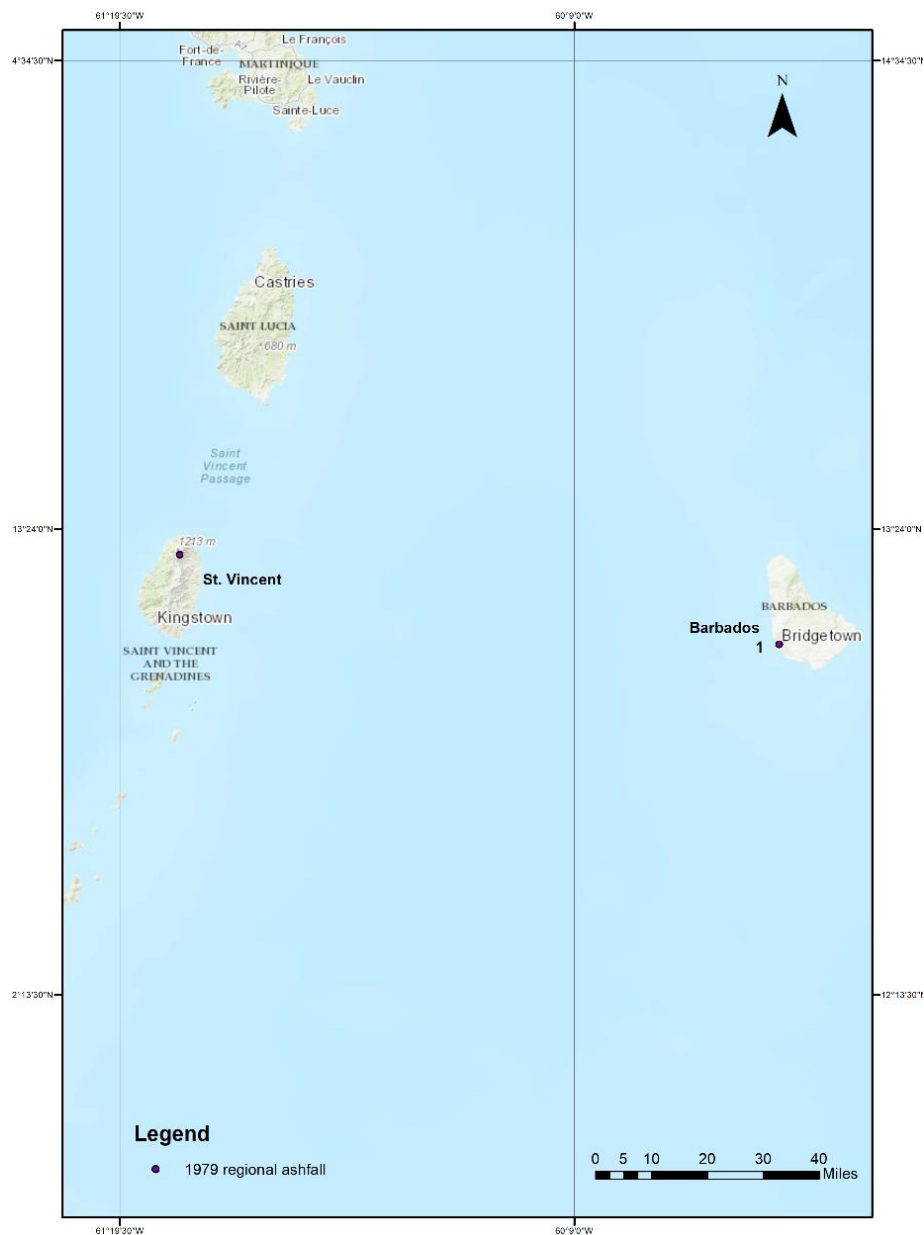 61°19'30"W
60°9'0"W
Le François
Fort-de-
France
MARTINIQUE
4°34'30"N
14°34'30"N
Rivière-
Pilote
Le Vauclin
Sainte-Luce
N
Castries
SAINT LUCIA
680 m
Saint
Vincent
Passage
13°24'0"N
13°24'0"N
1213 m
St. Vincent
Kingstown
BARBADOS
Barbados
Bridgetown
1
SAINT VINCENT
AND THE
GRENADINES
2°13'30"N
12°13'30"N
Legend
1979 regional ashfall
0 5 10 20 30 40
Miles
61°19'30"W
60°9'0"W